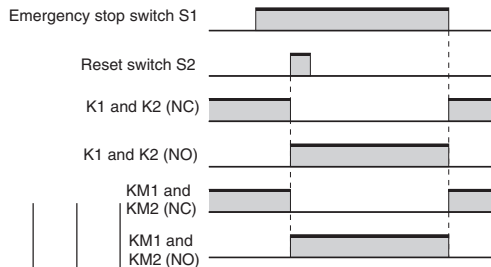 Emergency stop switch S1
Reset switch S2
K1 and K2 (NC)
K1 and K2 (NO)
KM1 and
KM2 (NC)
KM1 and
KM2 (NO)